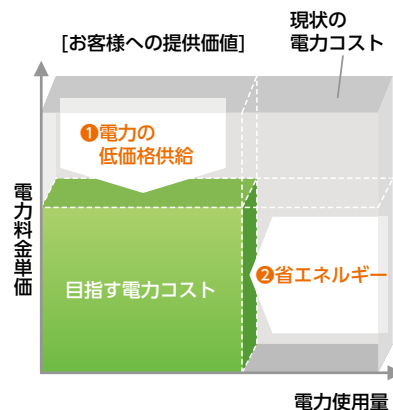 [お客様への提供価値]
現状の
電力コスト
❶電力の
低価格供給
電力料金単価
目指す電力コスト
❷省エネルギー
電力使用量